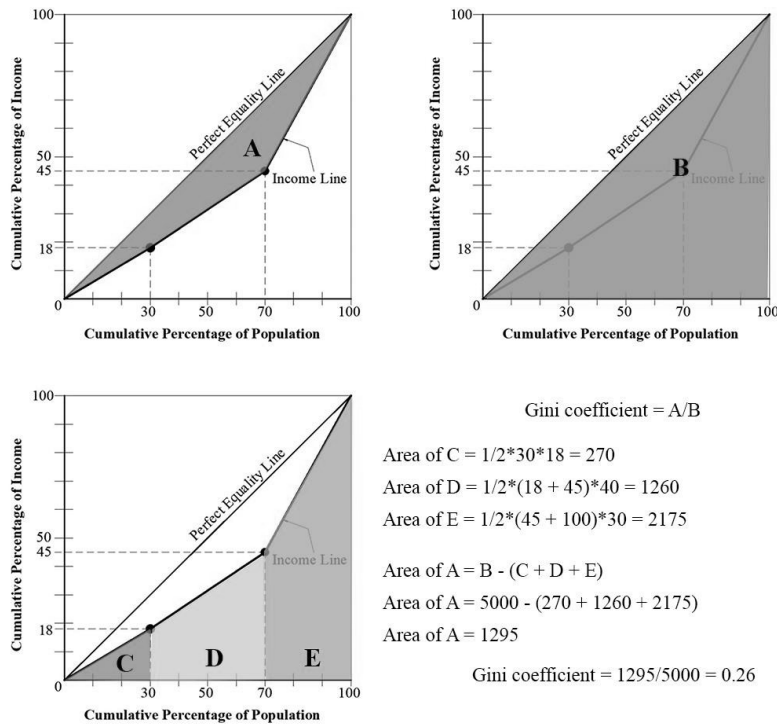 100
Cumulative Percentage of Income
Perfect Equality Line
A
50
45
Income Line
18
0
30
70
100
Cumulative Percentage of Population
100
Cumulative Percentage of Income
Perfect Equality Line
50
45
B
Income Line
18
0
30
70
100
Cumulative Percentage of Population
100
Cumulative Percentage of Income
Perfect Equality Line
50
45
Income Line
18
C
D
E
0
30
70
100
Cumulative Percentage of Population
Gini coefficient = A/B
Area of C = 1/2*30*18 = 270
Area of D = 1/2*(18 + 45)*40 = 1260
Area of E = 1/2*(45 + 100)*30 = 2175
Area of A = B - (C + D + E)
Area of A = 5000 - (270 + 1260 + 2175)
Area of A = 1295
Gini coefficient = 1295/5000 = 0.26